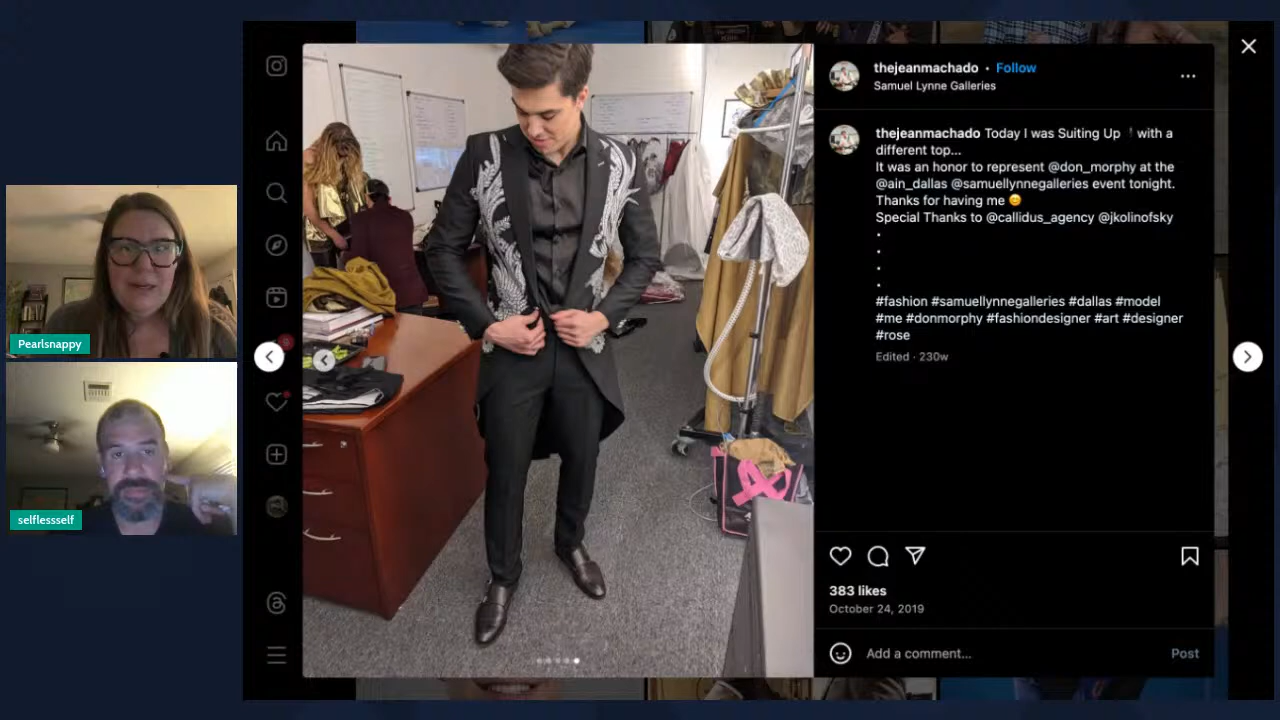 thejeanmachado • Follow
Samuel Lynne Galleries
thejeanmachado Today I was Suiting Up with a
different top...
It was an honor to represent @don_morphy at the
@ain_dallas @samuellynnegalleries event tonight.
Thanks for having me 😊
Special Thanks to @callidus_agency @jkolinofsky
.
.
.
.
#fashion #samuellynnegalleries #dallas #model
#me #donmorphy #fashiondesigner #art #designer
#rose
Edited · 230w
Pearlsnappy
selflessself
383 likes
October 24, 2019
Add a comment...
Post